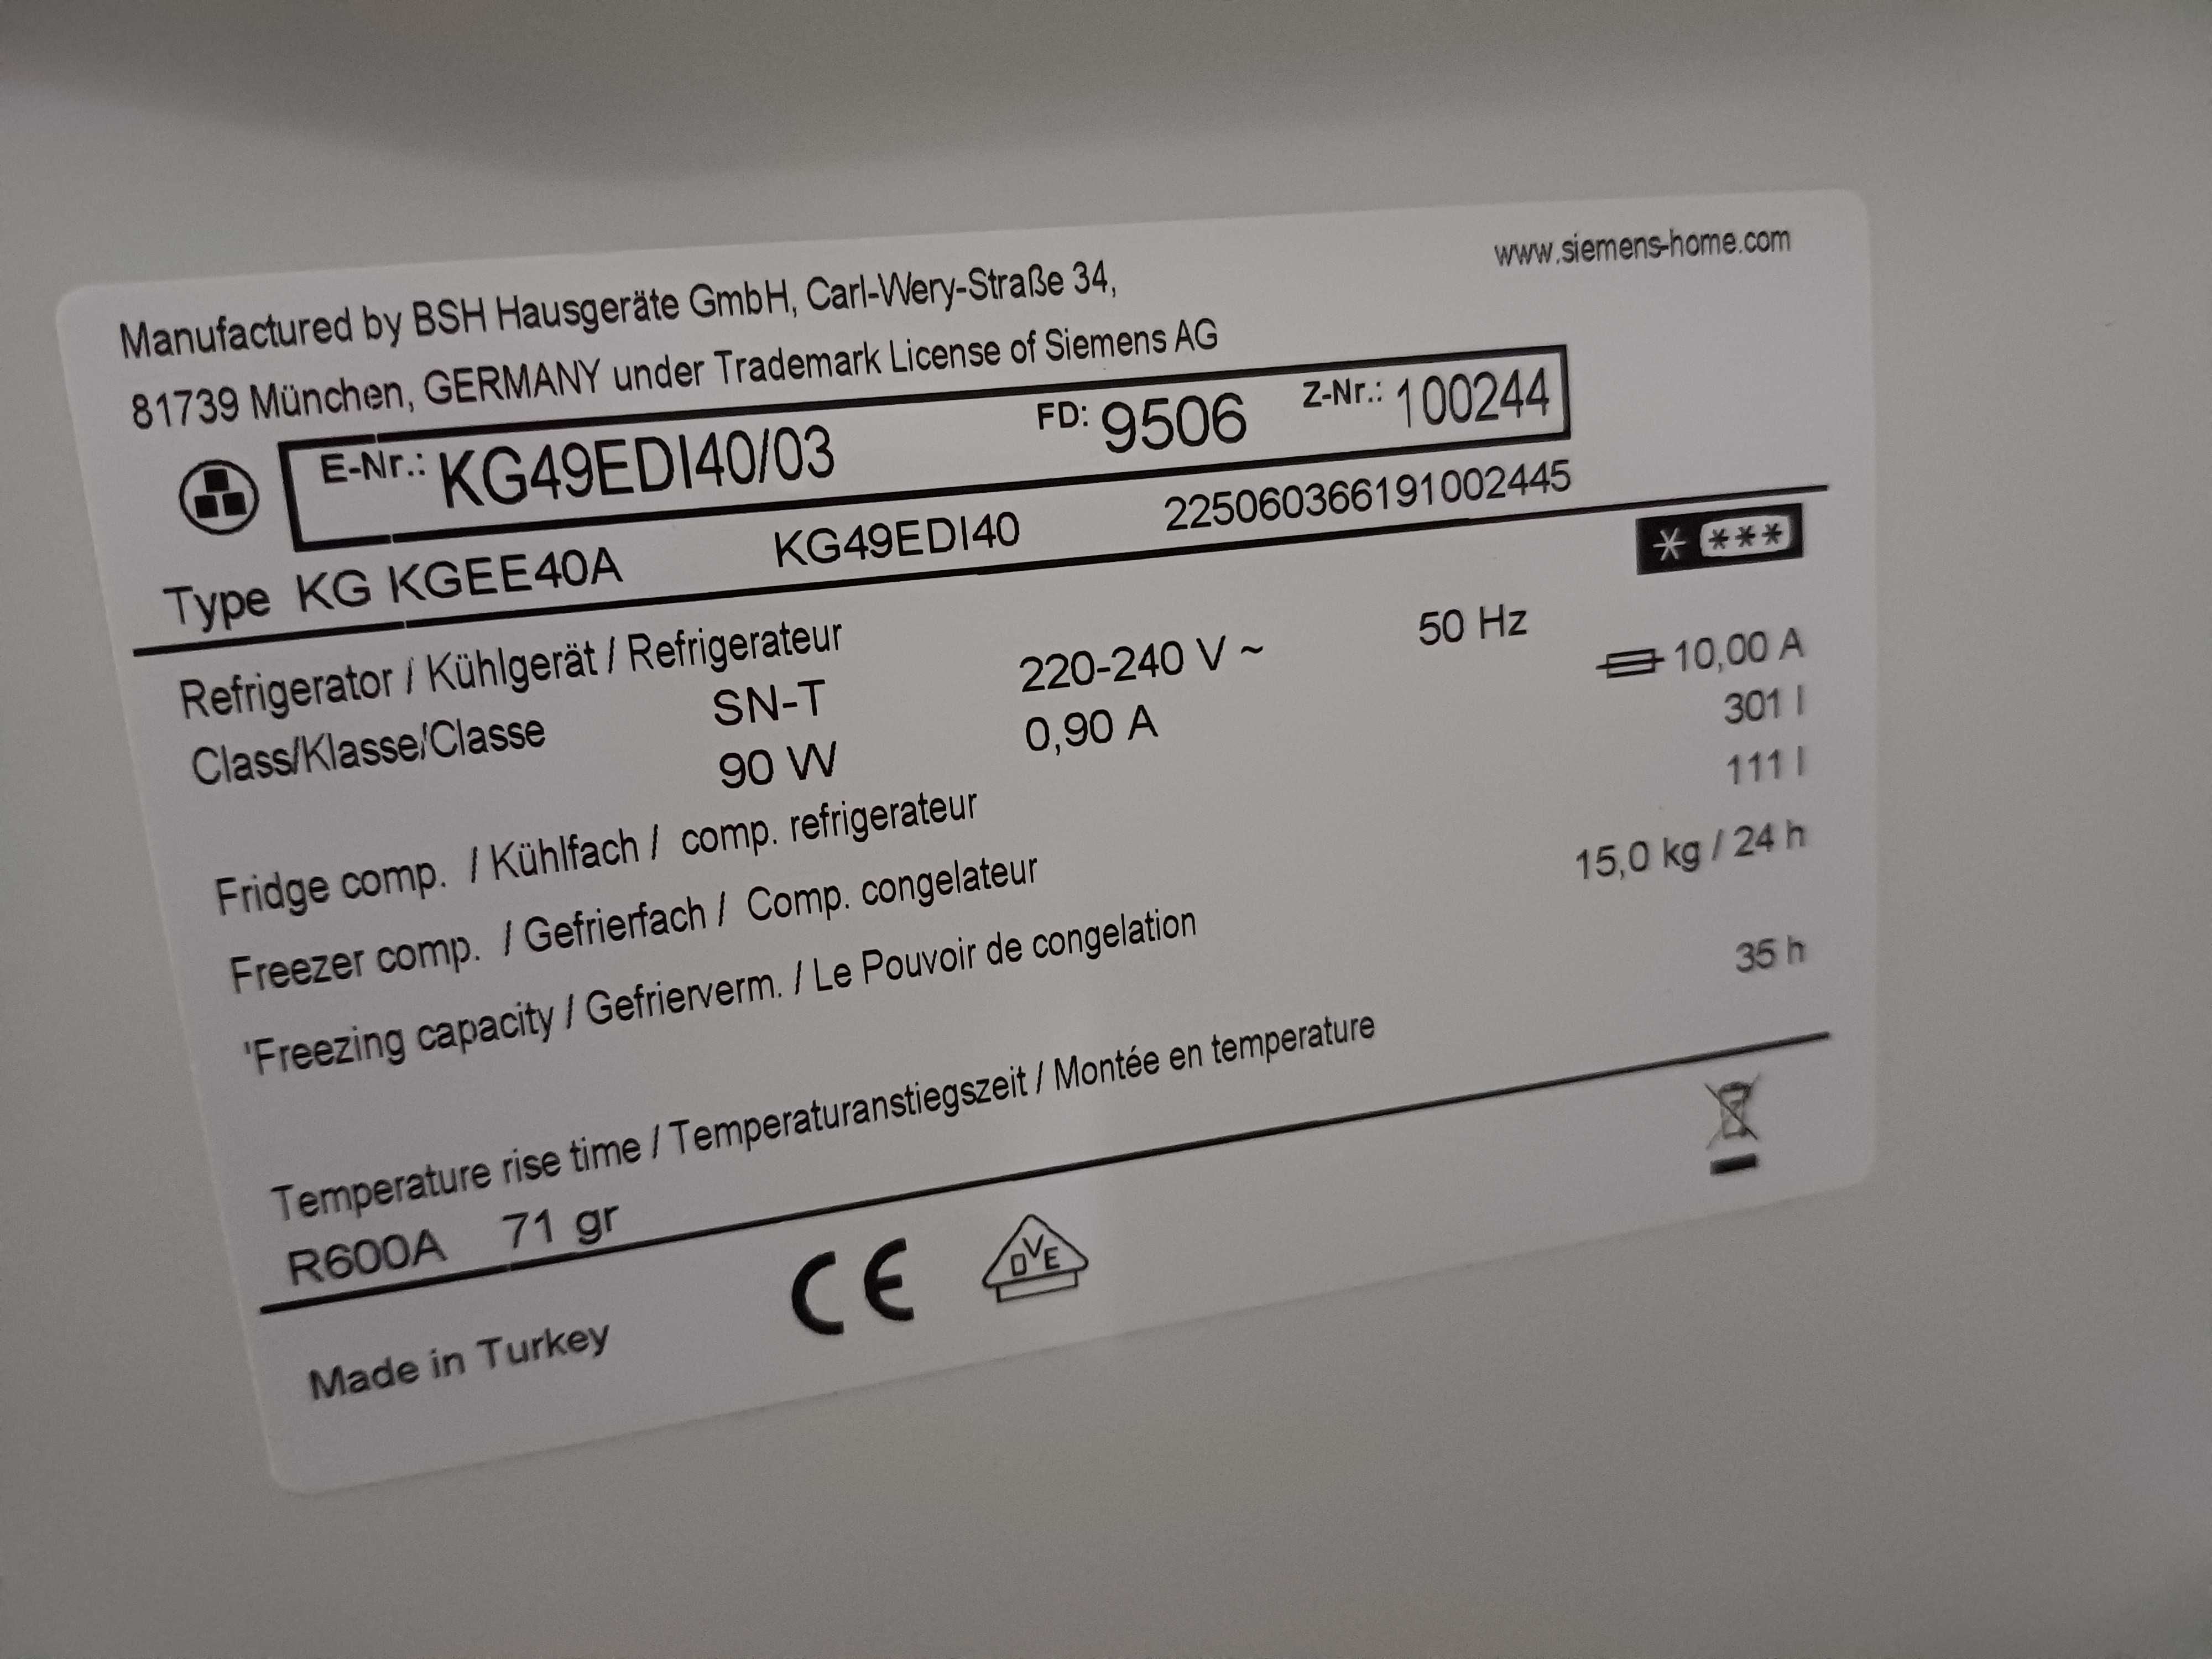 www.siemens-home.com
Manufactured by BSH Hausgeräte GmbH, Carl-Wery-Straße 34,
81739 München, GERMANY under Trademark License of Siemens AG
E-Nr.: KG49EDI40/03 FD: 9506 Z-Nr.: 100244
Type KG KGEE40A KG49EDI40 225060366191002445
* ***
Refrigerator / Kühlgerät / Refrigerateur 220-240 V ~ 50 Hz 10,00 A
Class/Klasse/Classe SN-T 0,90 A 301 l
90 W 111 l
Fridge comp. / Kühlfach / comp. refrigerateur
Freezer comp. / Gefrierfach / Comp. congelateur 15,0 kg / 24 h
'Freezing capacity / Gefrierverm. / Le Pouvoir de congelation
35 h
Temperature rise time / Temperaturanstiegszeit / Montée en temperature
R600A 71 gr
Made in Turkey CE OVE